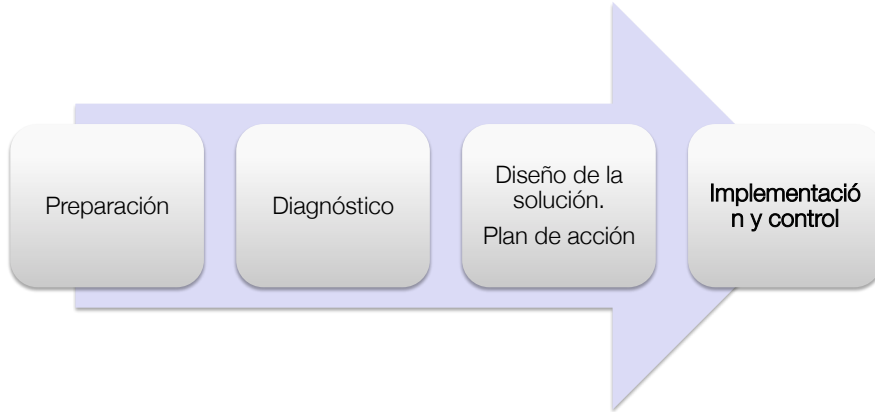 Preparación
Diagnóstico
Diseño de la
solución.
Plan de acción
Implementació
n y control